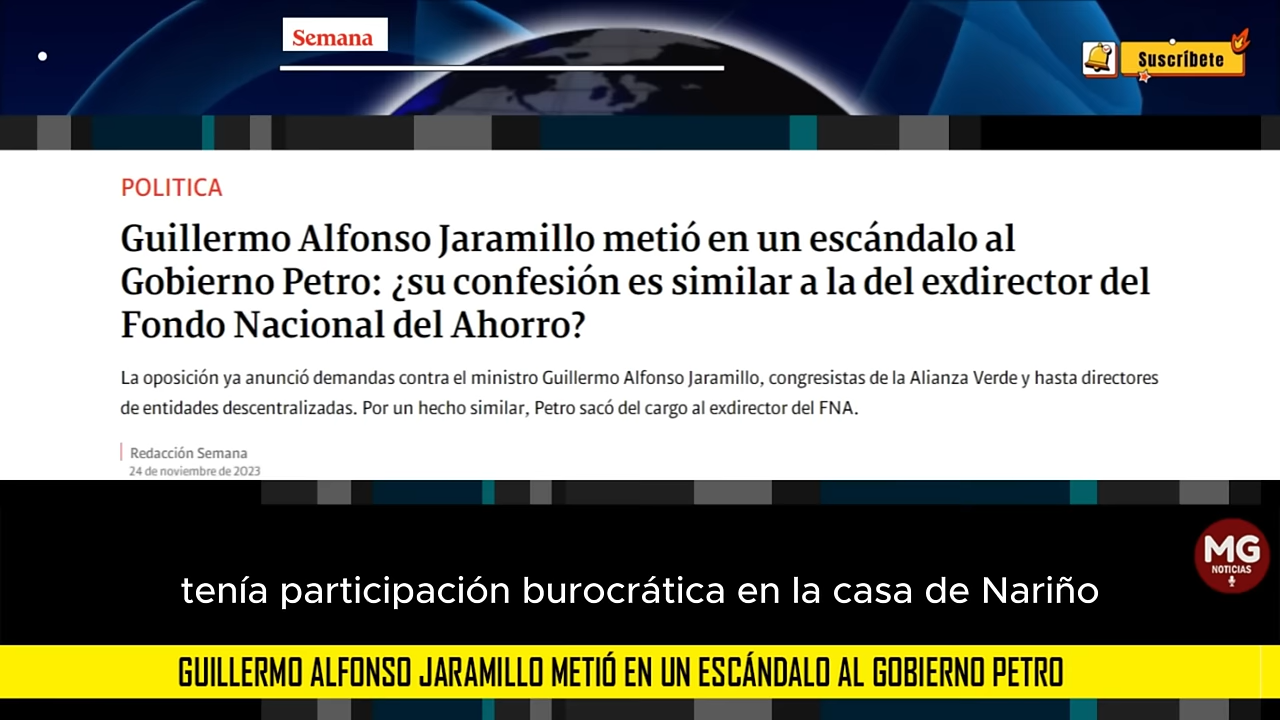 Semana
Suscríbete
POLITICA
Guillermo Alfonso Jaramillo metió en un escándalo al
Gobierno Petro: ¿su confesión es similar a la del exdirector del
Fondo Nacional del Ahorro?
La oposición ya anunció demandas contra el ministro Guillermo Alfonso Jaramillo, congresistas de la Alianza Verde y hasta directores
de entidades descentralizadas. Por un hecho similar, Petro sacó del cargo al exdirector del FNA.
Redacción Semana
24 de noviembre de 2023
MG
NOTICIAS
tenía participación burocrática en la casa de Nariño
GUILLERMO ALFONSO JARAMILLO METIÓ EN UN ESCÁNDALO AL GOBIERNO PETRO